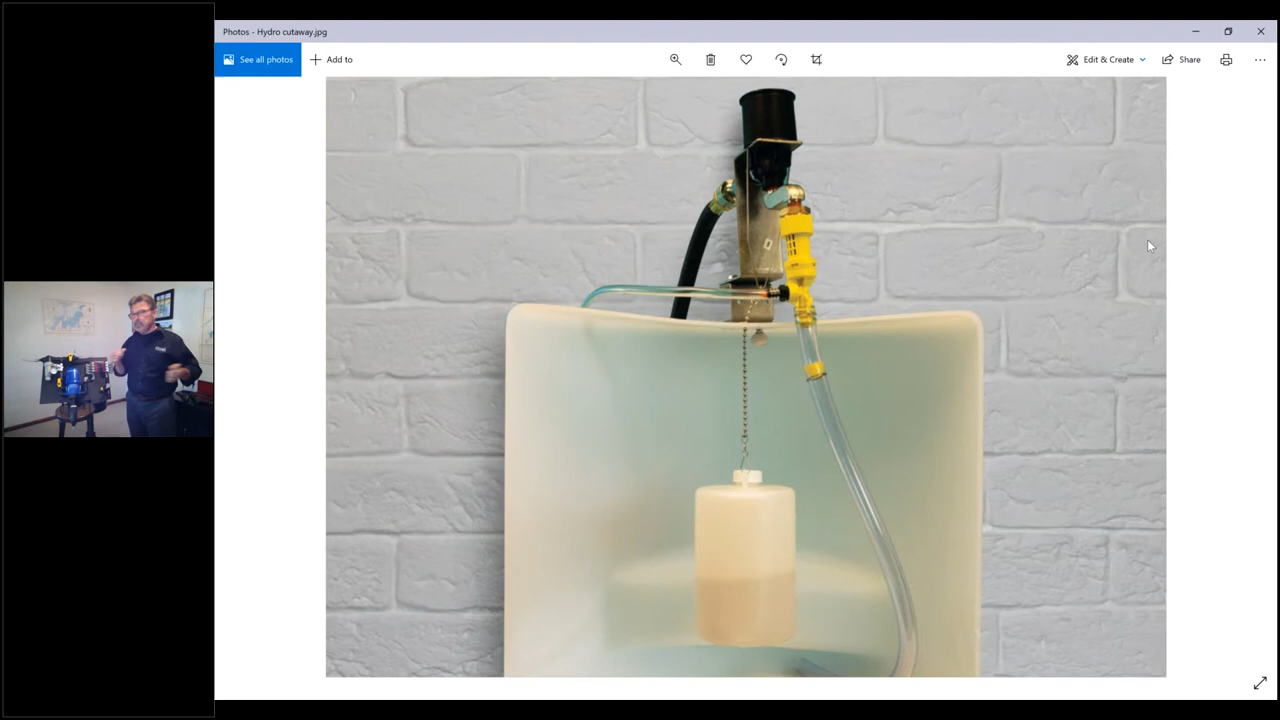 Photos - Hydro cutaway.jpg
See all photos
Add to
Edit & Create
Share